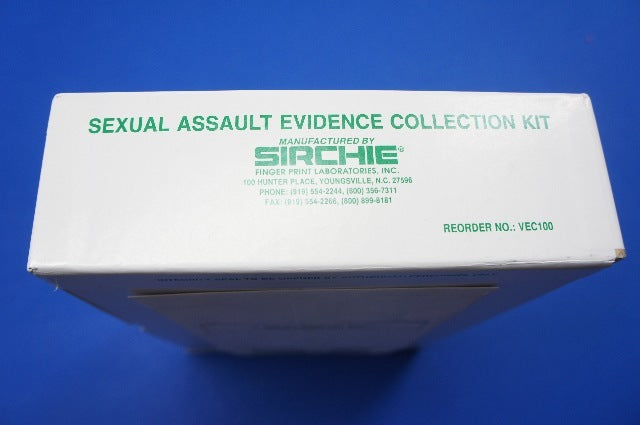 SEXUAL ASSAULT EVIDENCE COLLECTION KIT
MANUFACTURED BY
SIRCHIE®
FINGER PRINT LABORATORIES, INC.
100 HUNTER PLACE, YOUNGSVILLE, N.C. 27596
PHONE: (919) 554-2244, (800) 356-7311
FAX: (919) 554-2266, (800) 899-8181
REORDER NO.: VEC100